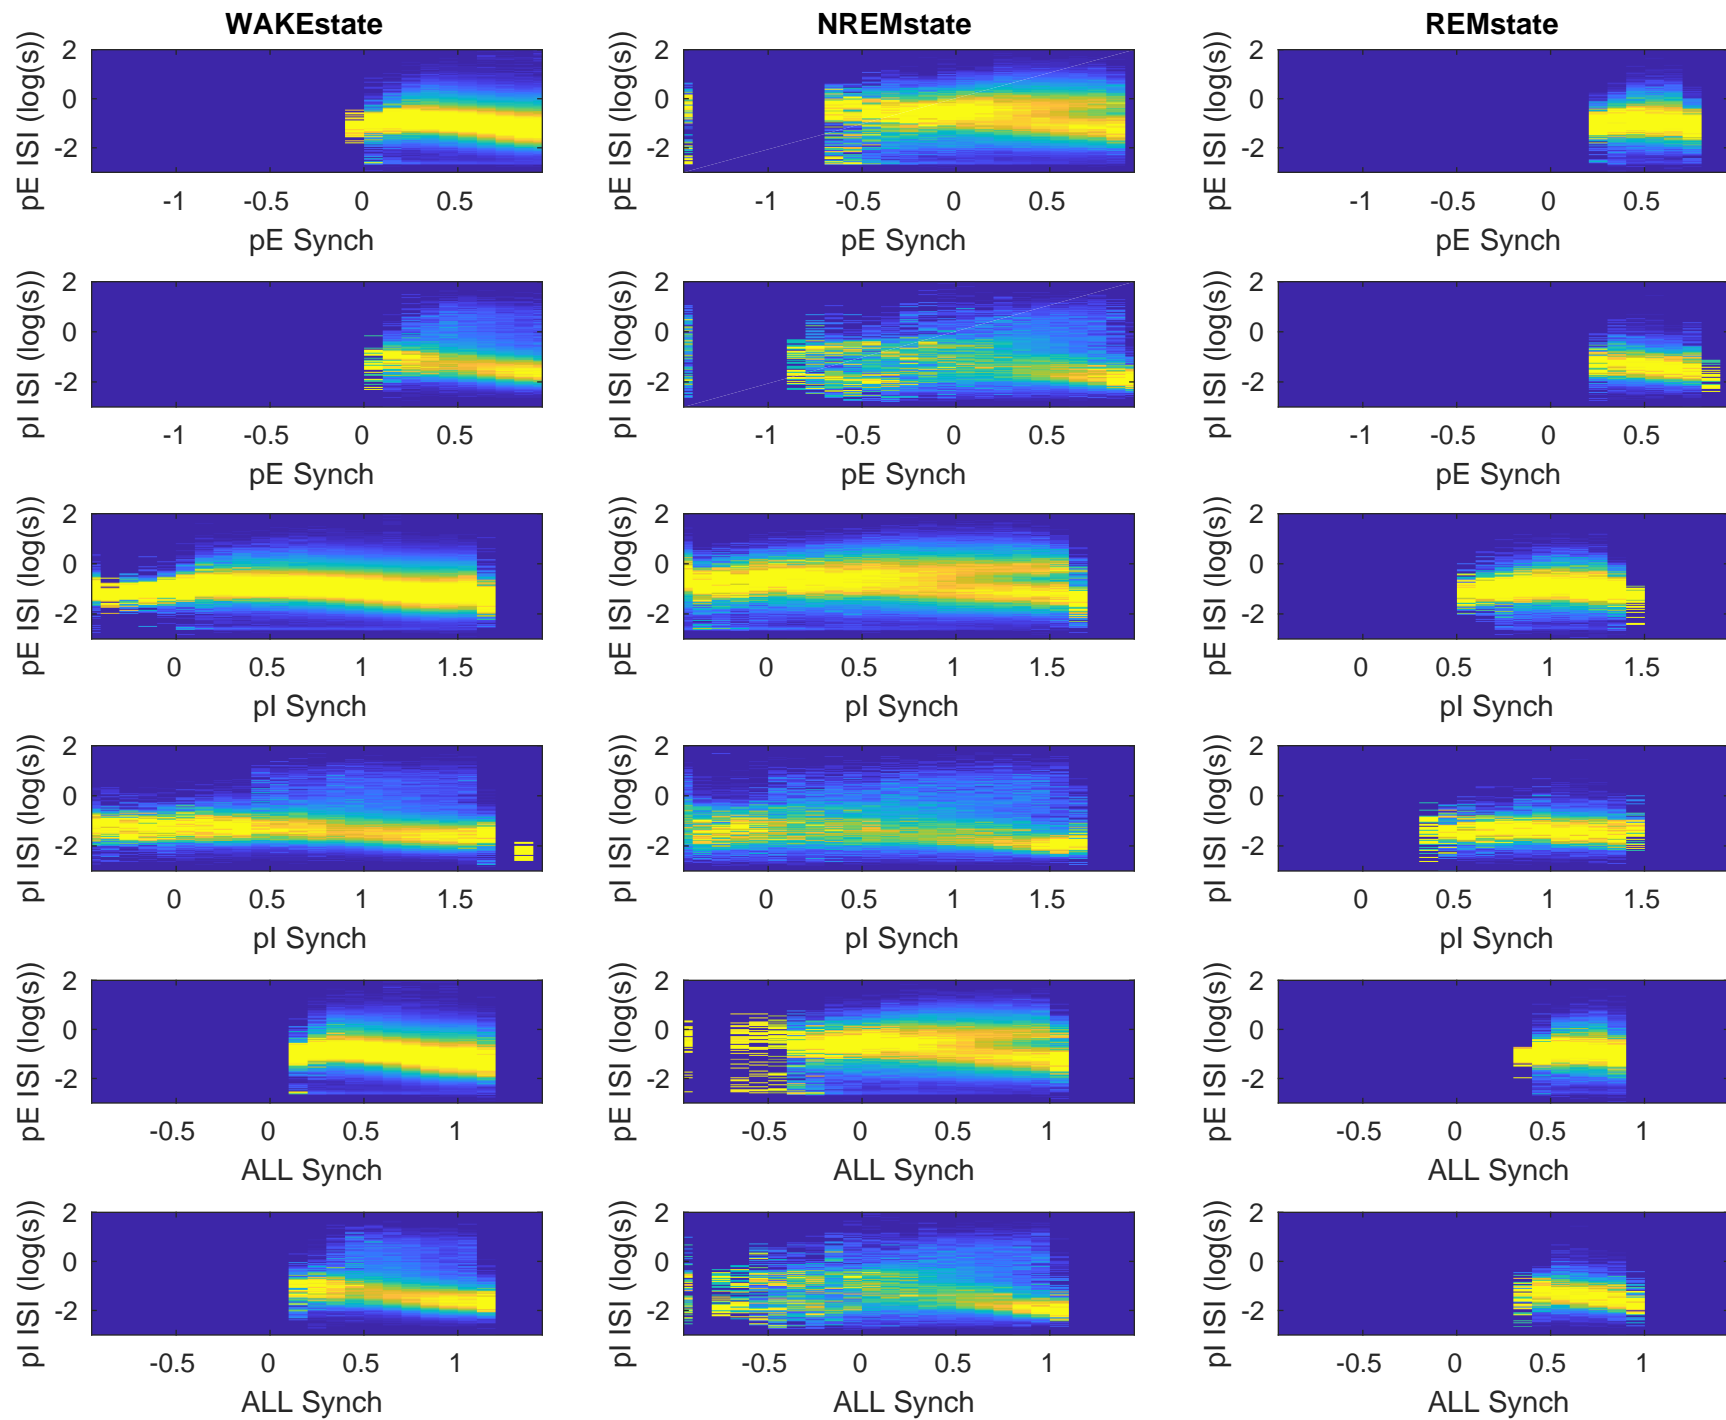 WAKEstate NREMstate REMstate
pE ISI (log(s)) 2 0 -2 pE ISI (log(s)) 2 0 -2 pE ISI (log(s)) 2 0 -2
-1 -0.5 0 0.5 -1 -0.5 0 0.5 -1 -0.5 0 0.5
pE Synch pE Synch pE Synch
pI ISI (log(s)) 2 0 -2 pI ISI (log(s)) 2 0 -2 pI ISI (log(s)) 2 0 -2
-1 -0.5 0 0.5 -1 -0.5 0 0.5 -1 -0.5 0 0.5
pE Synch pE Synch pE Synch
pE ISI (log(s)) 2 0 -2 pE ISI (log(s)) 2 0 -2 pE ISI (log(s)) 2 0 -2
0 0.5 1 1.5 0 0.5 1 1.5 0 0.5 1 1.5
pI Synch pI Synch pI Synch
pI ISI (log(s)) 2 0 -2 pI ISI (log(s)) 2 0 -2 pI ISI (log(s)) 2 0 -2
0 0.5 1 1.5 0 0.5 1 1.5 0 0.5 1 1.5
pI Synch pI Synch pI Synch
pE ISI (log(s)) 2 0 -2 pE ISI (log(s)) 2 0 -2 pE ISI (log(s)) 2 0 -2
-0.5 0 0.5 1 -0.5 0 0.5 1 -0.5 0 0.5 1
ALL Synch ALL Synch ALL Synch
pI ISI (log(s)) 2 0 -2 pI ISI (log(s)) 2 0 -2 pI ISI (log(s)) 2 0 -2
-0.5 0 0.5 1 -0.5 0 0.5 1 -0.5 0 0.5 1
ALL Synch ALL Synch ALL Synch